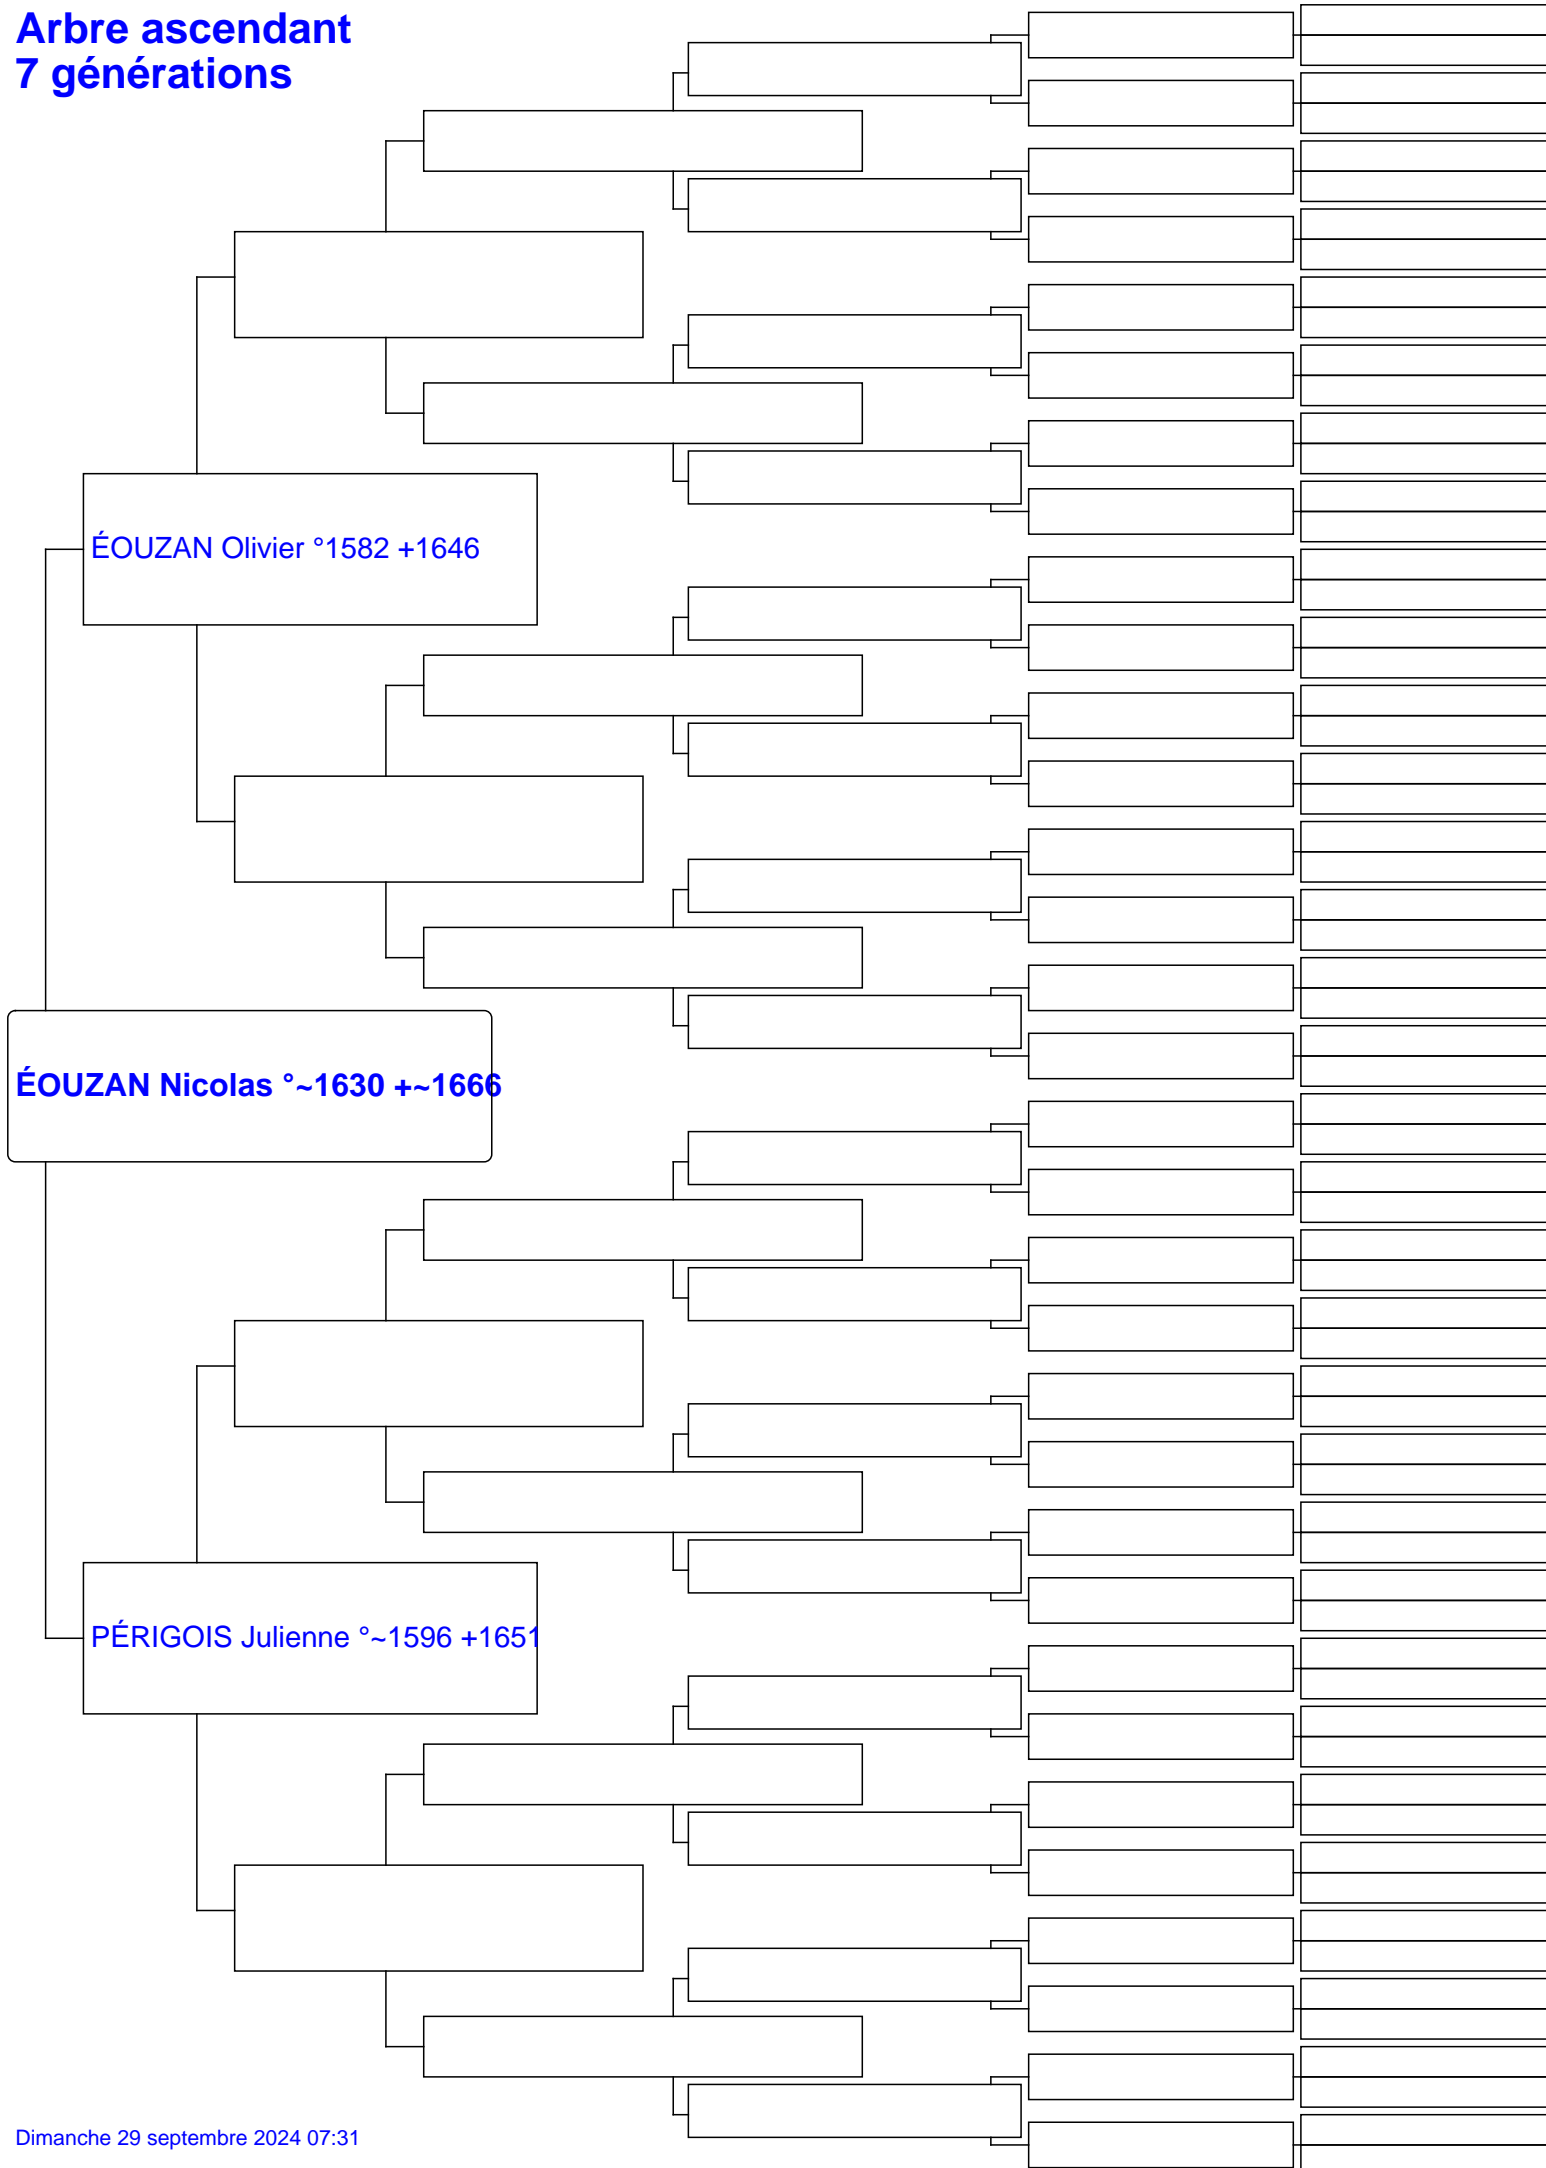 Arbre ascendant
7 générations
ÉOUZAN Olivier °1582 +1646
ÉOUZAN Nicolas °~1630 +~1666
PÉRIGOIS Julienne °~1596 +1651
Dimanche 29 septembre 2024 07:31